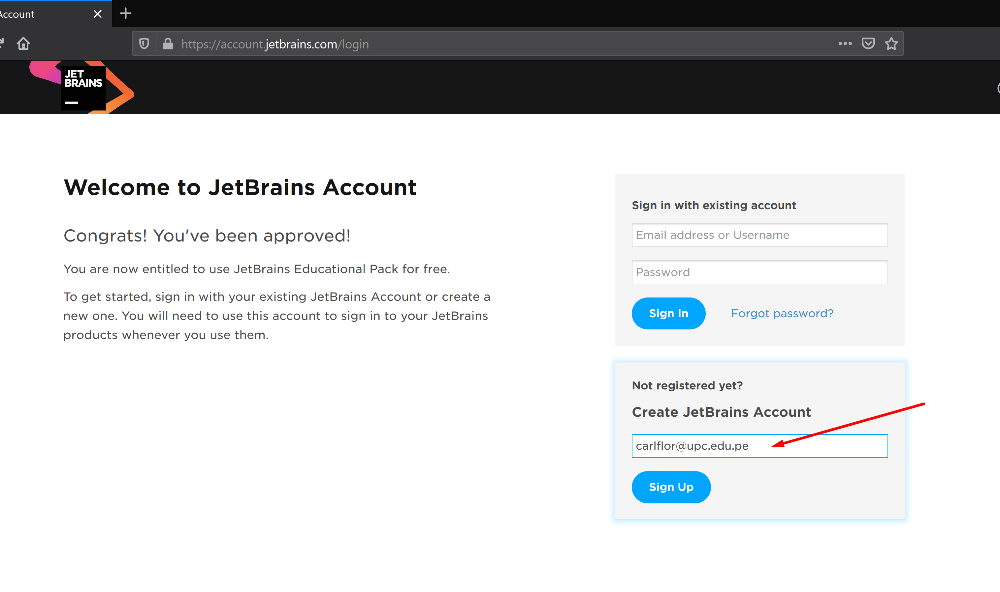 Account
https://account.jetbrains.com/login
JET
BRAINS
Welcome to JetBrains Account
Congrats! You've been approved!
You are now entitled to use JetBrains Educational Pack for free.
To get started, sign in with your existing JetBrains Account or create a
new one. You will need to use this account to sign in to your JetBrains
products whenever you use them.
Sign in with existing account
Email address or Username
Password
Sign In
Forgot password?
Not registered yet?
Create JetBrains Account
carlflor@upc.edu.pe
Sign Up